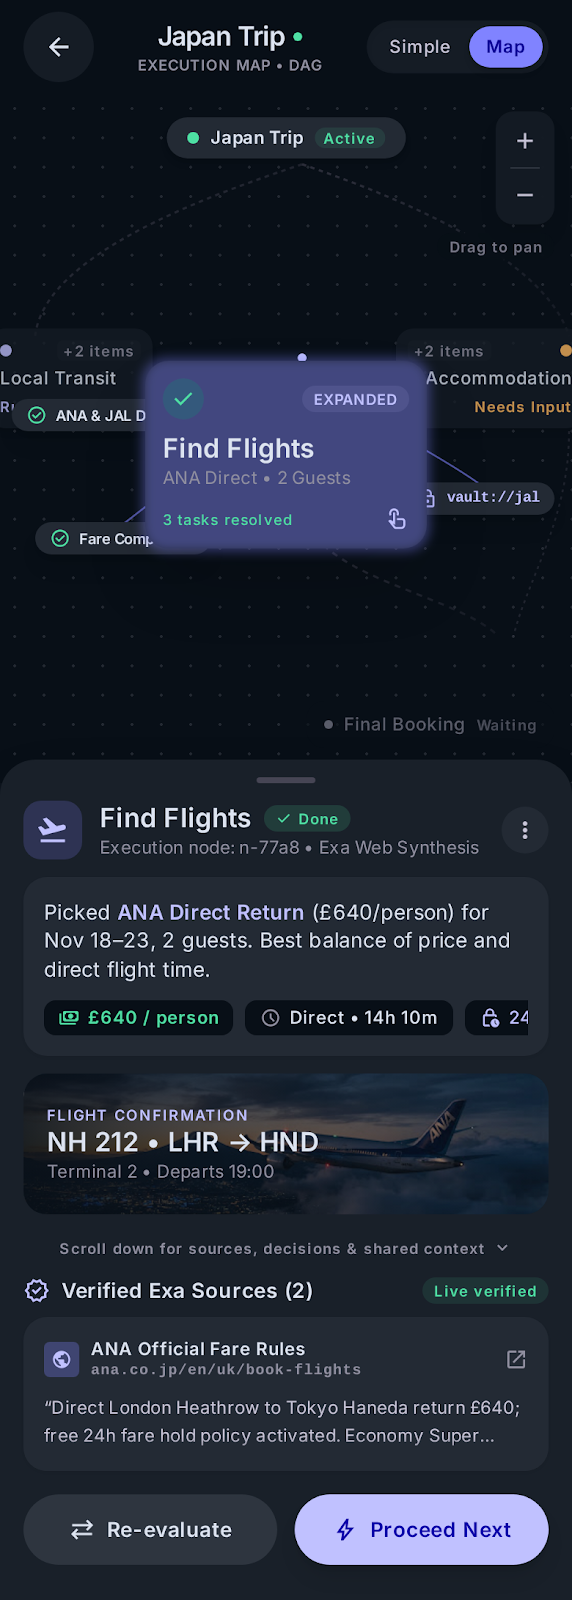 Japan Trip
EXECUTION MAP • DAG
Simple
Map
Japan Trip
Active
+
−
Drag to pan
+2 items
Local Transit
+2 items
Accommodation
Needs Input
ANA & JAL D
EXPANDED
Find Flights
ANA Direct • 2 Guests
3 tasks resolved
vault://jal
Fare Comp
Final Booking
Waiting
Find Flights
Done
Execution node: n-77a8 • Exa Web Synthesis
Picked ANA Direct Return (£640/person) for
Nov 18–23, 2 guests. Best balance of price and
direct flight time.
£640 / person
Direct • 14h 10m
24
FLIGHT CONFIRMATION
NH 212 • LHR → HND
Terminal 2 • Departs 19:00
ANA
Scroll down for sources, decisions & shared context
Verified Exa Sources (2)
Live verified
ANA Official Fare Rules
ana.co.jp/en/uk/book-flights
“Direct London Heathrow to Tokyo Haneda return £640;
free 24h fare hold policy activated. Economy Super...
Re-evaluate
Proceed Next